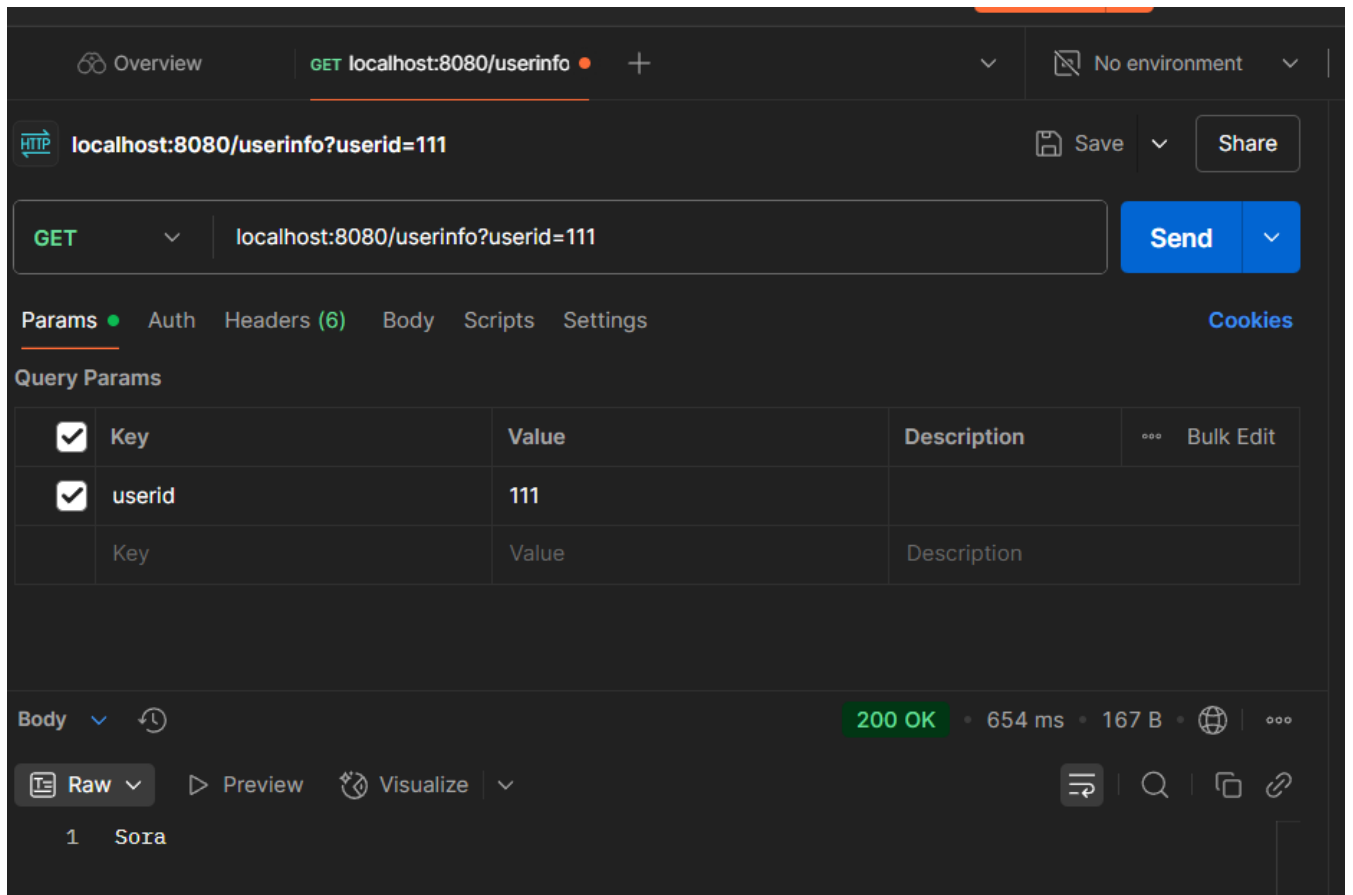 Overview GET localhost:8080/userinfo No environment
HTTP localhost:8080/userinfo?userid=111 Save Share
GET localhost:8080/userinfo?userid=111 Send
Params Auth Headers (6) Body Scripts Settings Cookies
Query Params
Key Value Description Bulk Edit
userid 111
Key Value Description
Body 200 OK 654 ms 167 B
Raw Preview Visualize
1 Sora